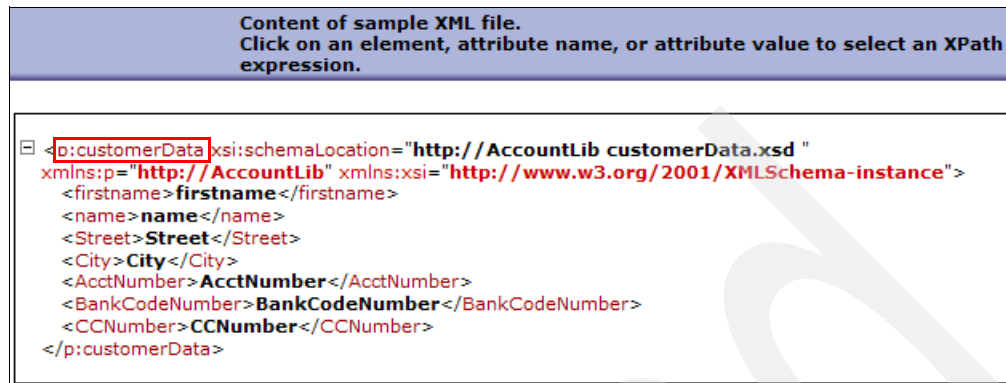 Content of sample XML file.
Click on an element, attribute name, or attribute value to select an XPath
expression.
<p:customerData xsi:schemaLocation="http://AccountLib customerData.xsd "
xmlns:p="http://AccountLib" xmlns:xsi="http://www.w3.org/2001/XMLSchema-instance">
<firstname>firstname</firstname>
<name>name</name>
<Street>Street</Street>
<City>City</City>
<AcctNumber>AcctNumber</AcctNumber>
<BankCodeNumber>BankCodeNumber</BankCodeNumber>
<CCNumber>CCNumber</CCNumber>
</p:customerData>